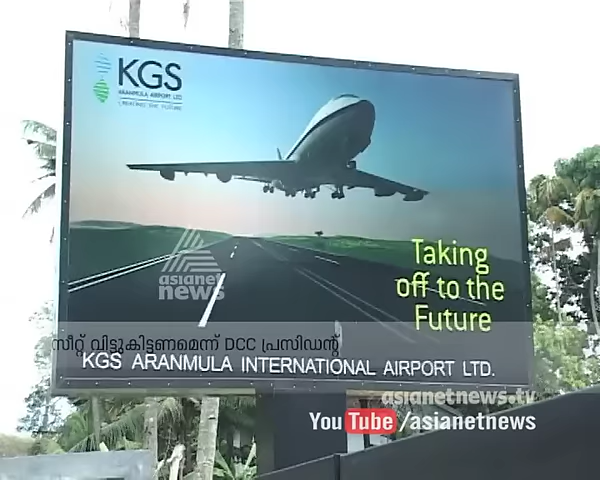 KGS
ARANMULA AIRPORT LTD
CREATING THE FUTURE
asianet
news
Taking
off to the
Future
സീറ്റ് വിട്ടുകിട്ടണമെന്ന് DCC പ്രസിഡന്റ്
KGS ARANMULA INTERNATIONAL AIRPORT LTD.
asianetnews.tv
YouTube/asianetnews